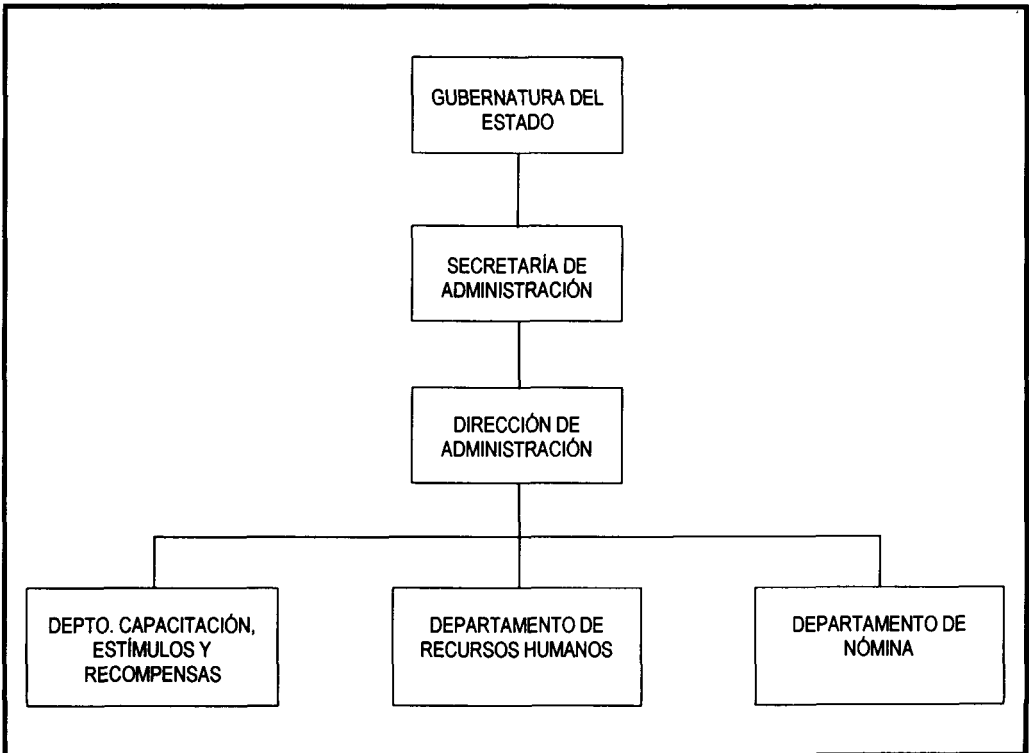 GUBERNATURA DEL
ESTADO
SECRETARÍA DE
ADMINISTRACIÓN
DIRECCIÓN DE
ADMINISTRACIÓN
DEPTO. CAPACITACIÓN,
ESTÍMULOS Y
RECOMPENSAS
DEPARTAMENTO DE
RECURSOS HUMANOS
DEPARTAMENTO DE
NÓMINA